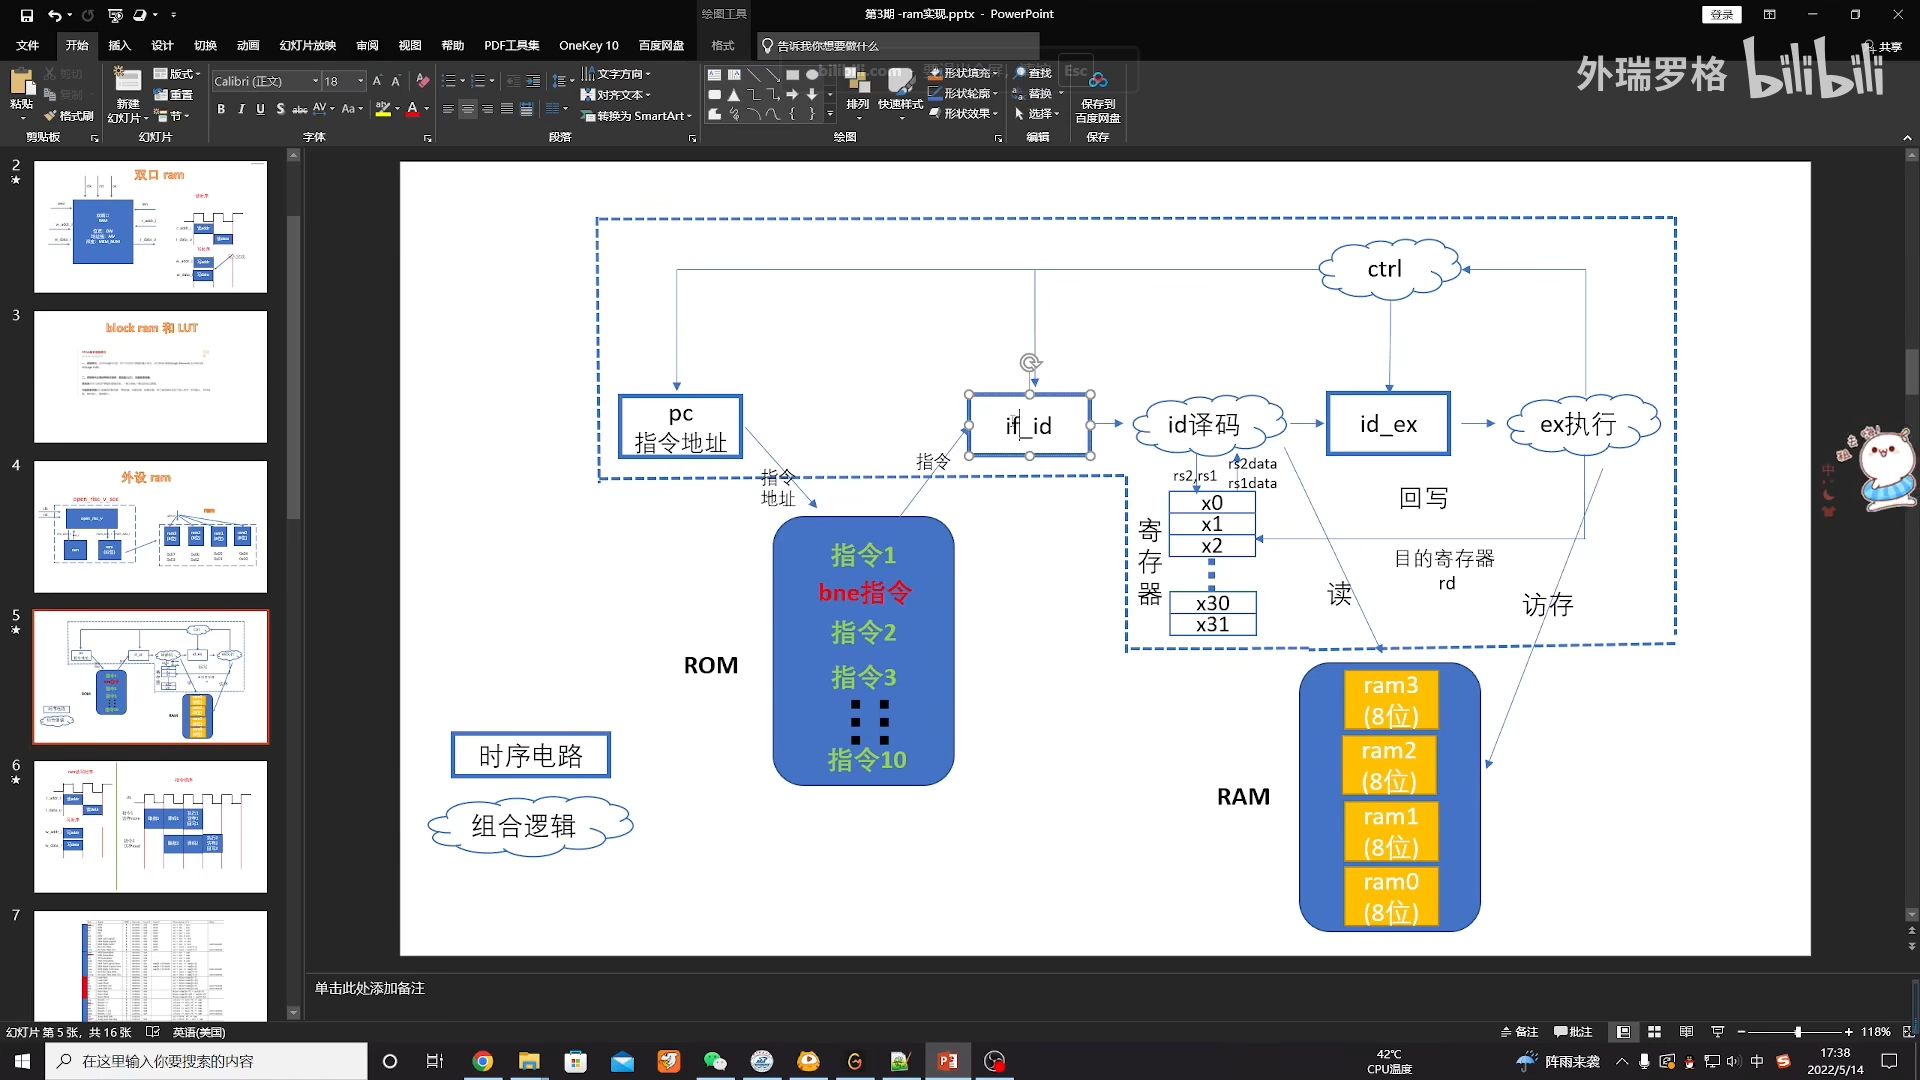 绘图工具
第3期 -ram实现.pptx - PowerPoint
登录
文件
开始
插入
设计
切换
动画
幻灯片放映
审阅
视图
帮助
PDF工具集
OneKey 10
百度网盘
格式
告诉我你想要做什么
共享
外瑞罗格 bilibili
粘贴
剪切
复制
格式刷
剪贴板
新建
幻灯片
版式
重置
节
幻灯片
Calibri (正文)
18
字体
文字方向
对齐文本
转换为 SmartArt
段落
排列
快速样式
形状填充
形状轮廓
形状效果
绘图
查找
替换
选择
编辑
Esc
保存到
百度网盘
保存
2
双口 ram
3
block ram 和 LUT
4
外设 ram
open_risc_v_soc
5
6
7
ctrl
pc
指令地址
if_id
id译码
id_ex
ex执行
指令
地址
指令
rs2,rs1
rs2data
rs1data
回写
寄存器
x0
x1
x2
x30
x31
目的寄存器
rd
读
访存
指令1
bne指令
指令2
指令3
指令10
ROM
时序电路
组合逻辑
RAM
ram3
(8位)
ram2
(8位)
ram1
(8位)
ram0
(8位)
单击此处添加备注
幻灯片 第 5 张，共 16 张
英语(美国)
备注
批注
118%
在这里输入你要搜索的内容
42℃
CPU温度
阵雨来袭
中
17:38
2022/5/14